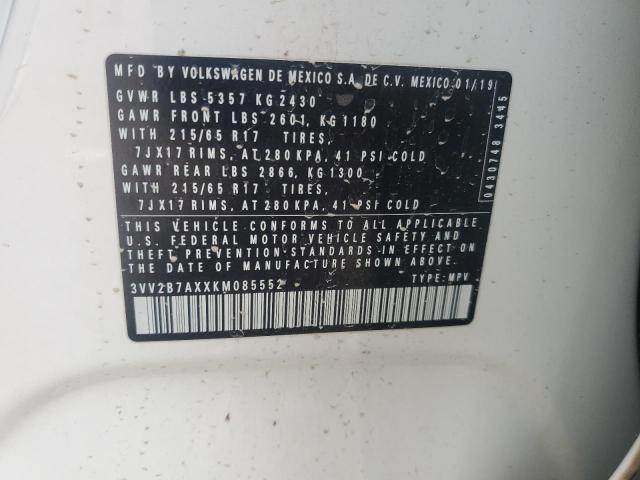 MFD BY VOLKSWAGEN DE MEXICO S.A. DE C.V. MEXICO 01/19
GVWR LBS 5357 KG 2430
GAWR FRONT LBS 2601, KG 1180
WITH 215/65 R17 TIRES,
7JX17 RIMS, AT 280 KPA, 41 PSI COLD
GAWR REAR LBS 2866, KG 1300
WITH 215/65 R17 TIRES,
7JX17 RIMS, AT 280 KPA, 41 PSI COLD
THIS VEHICLE CONFORMS TO ALL APPLICABLE
U.S. FEDERAL MOTOR VEHICLE SAFETY AND
THEFT PREVENTION STANDARDS IN EFFECT ON
THE DATE OF MANUFACTURE SHOWN ABOVE.
3VV2B7AXXKM085552 TYPE: MPV
0430748 3415